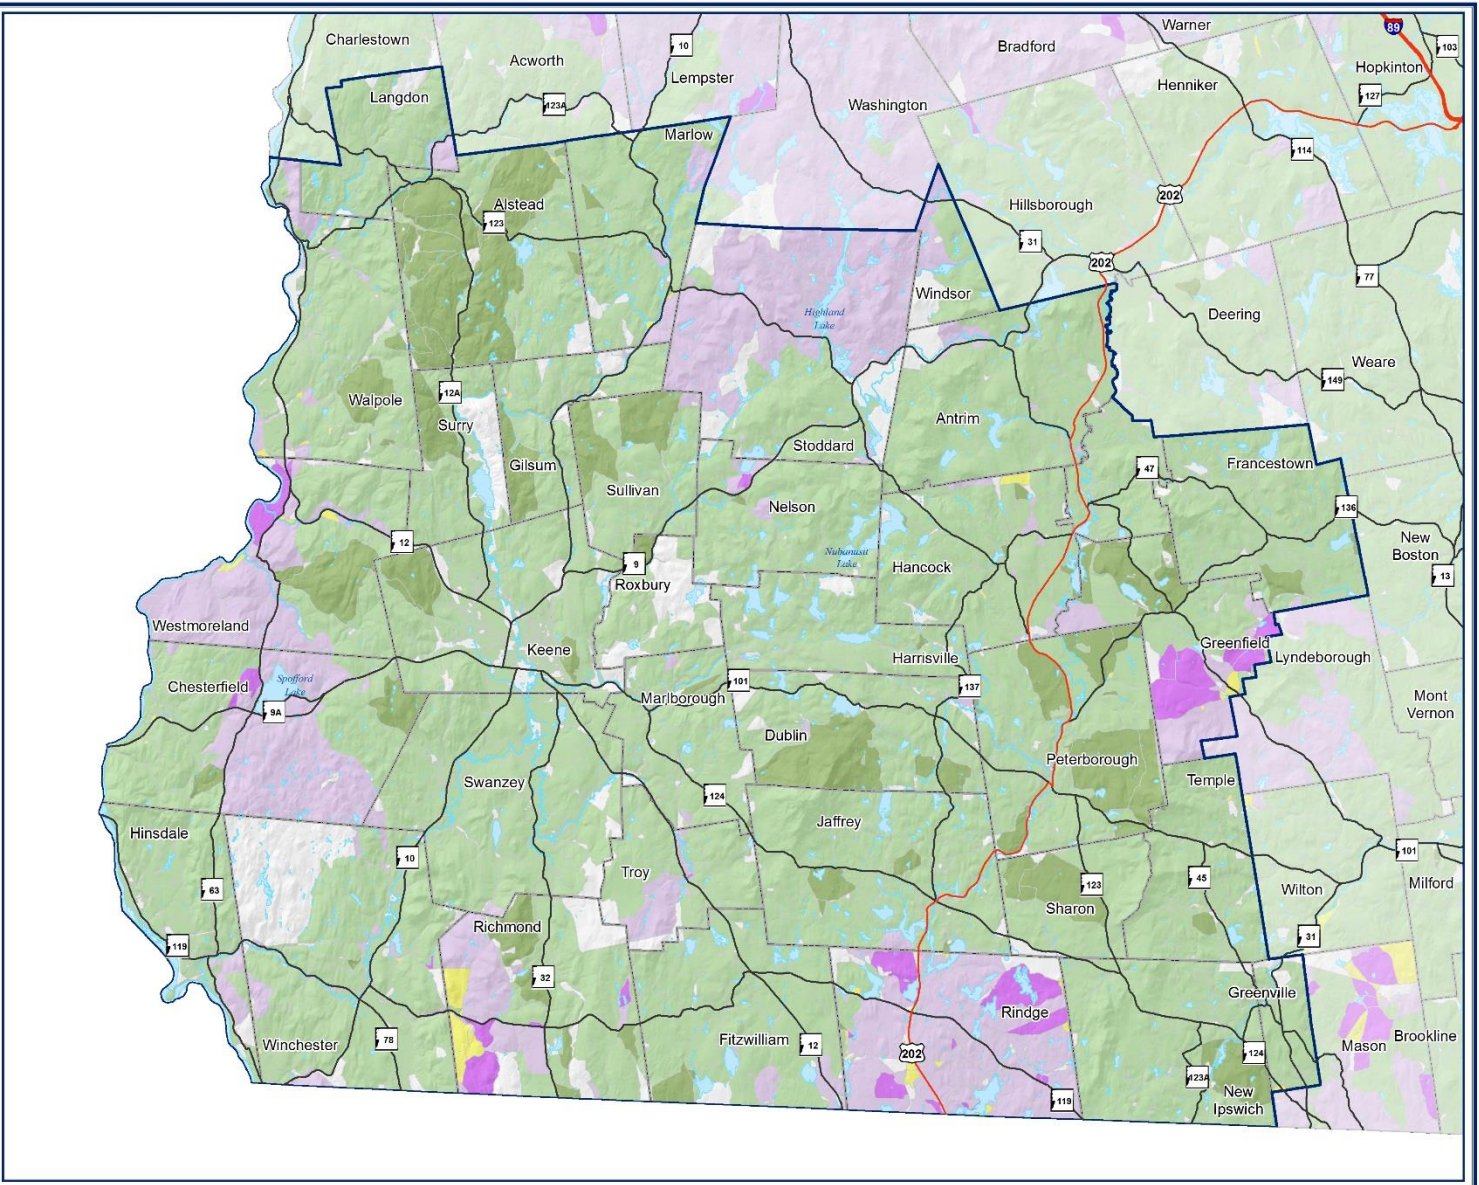 89
Warner
103
Charlestown
10
Bradford
Acworth
Hopkinton
Lempster
Henniker
127
Langdon
123A
Washington
Marlow
114
202
Alstead
Hillsborough
123
31
202
77
Windsor
Highland
Lake
Deering
Weare
149
12A
Walpole
Antrim
Surry
Stoddard
Gilsum
47
Francestown
Sullivan
Nelson
136
12
New
Boston
Nubanusit
Lake
9
Hancock
13
Roxbury
Westmoreland
Greenfield
Keene
Harrisville
Lyndeborough
Spofford
Lake
Chesterfield
101
137
Marlborough
Mont
Vernon
9A
Dublin
Peterborough
Swanzey
Temple
124
Jaffrey
Hinsdale
101
10
Troy
45
63
123
Wilton
Milford
Sharon
Richmond
31
119
32
Greenville
Rindge
Winchester
78
Fitzwilliam
12
202
124
Mason
Brookline
123A
New
Ipswich
119